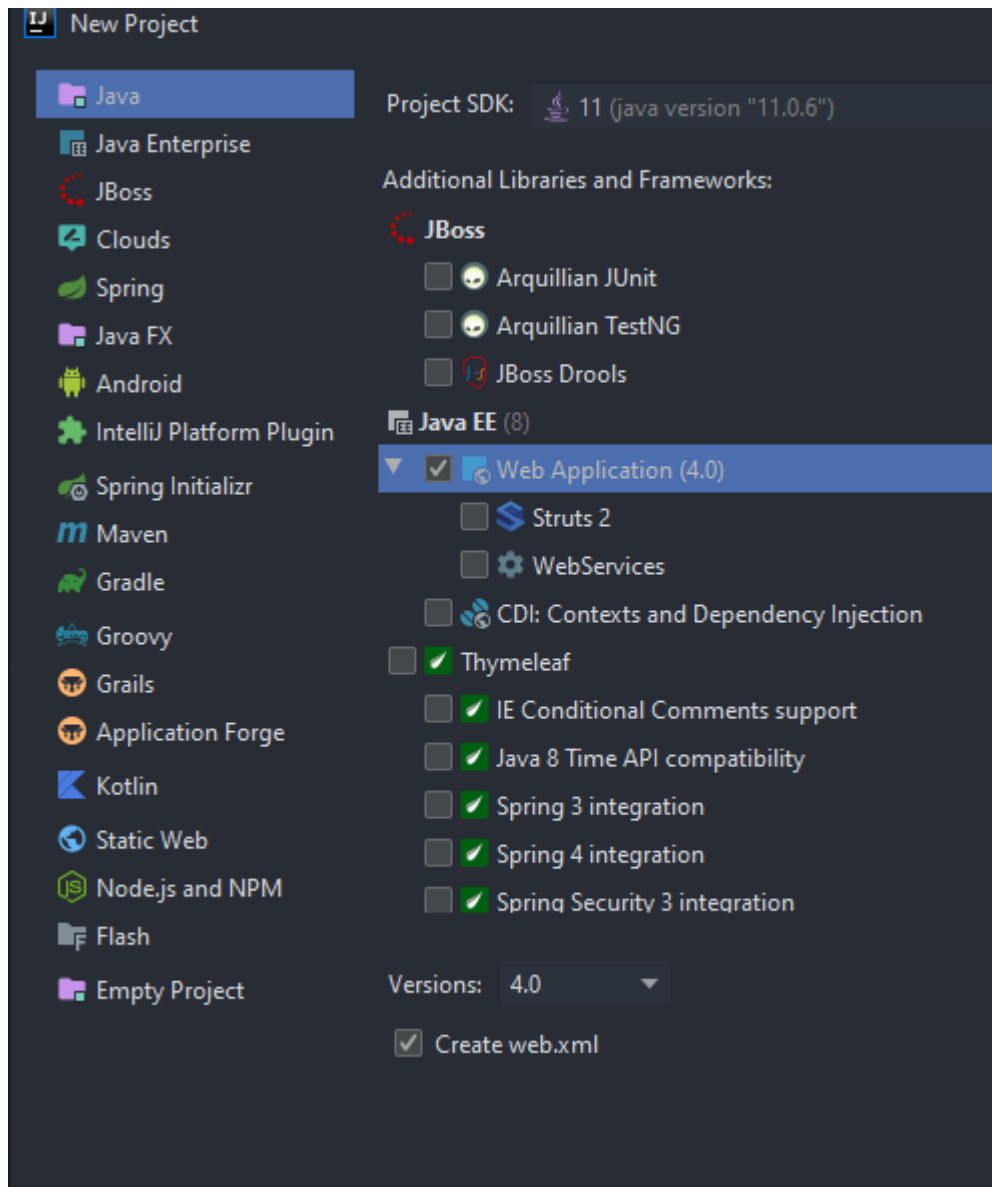 New Project
Java
Java Enterprise
JBoss
Clouds
Spring
Java FX
Android
IntelliJ Platform Plugin
Spring Initializr
Maven
Gradle
Groovy
Grails
Application Forge
Kotlin
Static Web
Node.js and NPM
Flash
Empty Project
Project SDK: 11 (java version "11.0.6")
Additional Libraries and Frameworks:
JBoss
Arquillian JUnit
Arquillian TestNG
JBoss Drools
Java EE (8)
Web Application (4.0)
Struts 2
WebServices
CDI: Contexts and Dependency Injection
Thymeleaf
IE Conditional Comments support
Java 8 Time API compatibility
Spring 3 integration
Spring 4 integration
Spring Security 3 integration
Versions: 4.0
Create web.xml